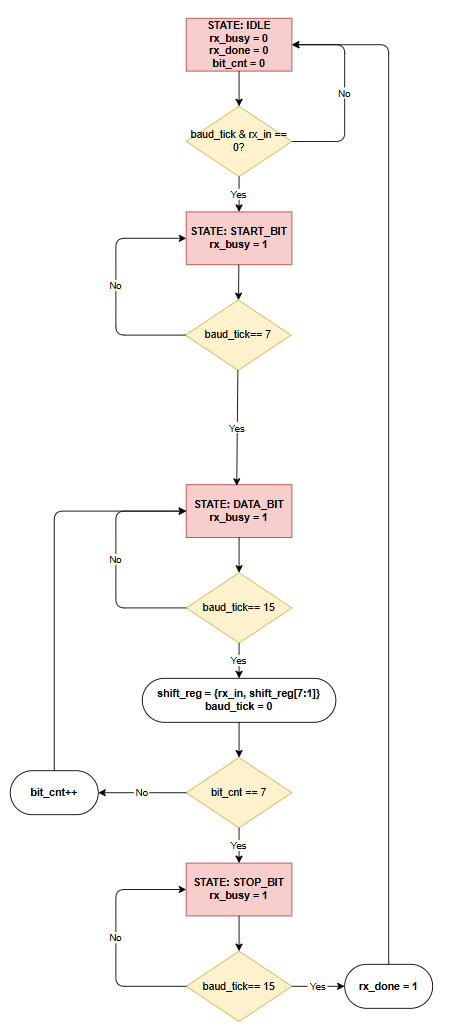 STATE: IDLE
rx_busy = 0
rx_done = 0
bit_cnt = 0
No
baud_tick & rx_in ==
0?
Yes
STATE: START_BIT
rx_busy = 1
No
baud_tick== 7
Yes
STATE: DATA_BIT
rx_busy = 1
No
baud_tick== 15
Yes
shift_reg = {rx_in, shift_reg[7:1]}
baud_tick = 0
bit_cnt++
No
bit_cnt == 7
Yes
STATE: STOP_BIT
rx_busy = 1
No
baud_tick== 15
Yes
rx_done = 1